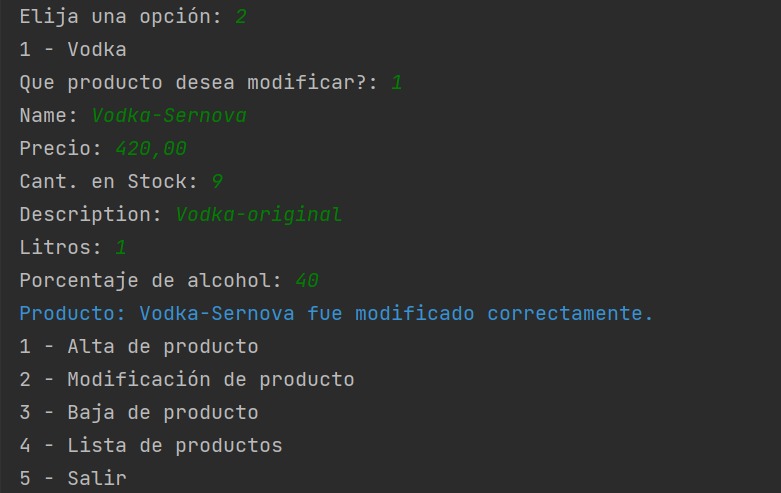 Elija una opción: 2
1 - Vodka
Que producto desea modificar?: 1
Name: Vodka-Sernova
Precio: 420,00
Cant. en Stock: 9
Description: Vodka-original
Litros: 1
Porcentaje de alcohol: 40
Producto: Vodka-Sernova fue modificado correctamente.
1 - Alta de producto
2 - Modificación de producto
3 - Baja de producto
4 - Lista de productos
5 - Salir